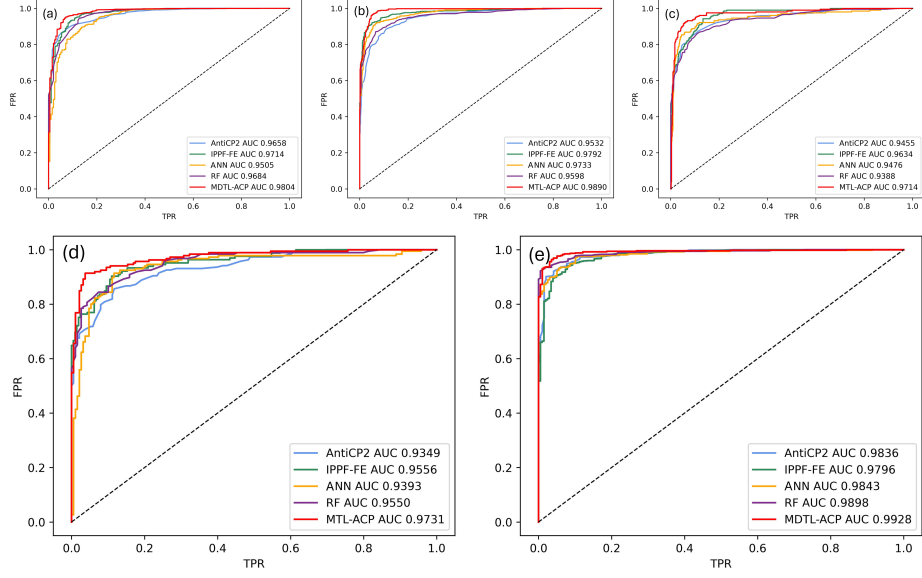 (a)
1.0
0.8
0.6
0.4
0.2
0.0
FPR
0.0 0.2 0.4 0.6 0.8 1.0
TPR
AntiCP2 AUC 0.9658
IPPF-FE AUC 0.9714
ANN AUC 0.9505
RF AUC 0.9684
MDTL-ACP AUC 0.9804
(b)
1.0
0.8
0.6
0.4
0.2
0.0
FPR
0.0 0.2 0.4 0.6 0.8 1.0
TPR
AntiCP2 AUC 0.9532
IPPF-FE AUC 0.9792
ANN AUC 0.9733
RF AUC 0.9598
MTL-ACP AUC 0.9890
(c)
1.0
0.8
0.6
0.4
0.2
0.0
FPR
0.0 0.2 0.4 0.6 0.8 1.0
TPR
AntiCP2 AUC 0.9455
IPPF-FE AUC 0.9634
ANN AUC 0.9476
RF AUC 0.9388
MTL-ACP AUC 0.9714
(d)
1.0
0.8
0.6
0.4
0.2
0.0
FPR
0.0 0.2 0.4 0.6 0.8 1.0
TPR
AntiCP2 AUC 0.9349
IPPF-FE AUC 0.9556
ANN AUC 0.9393
RF AUC 0.9550
MTL-ACP AUC 0.9731
(e)
1.0
0.8
0.6
0.4
0.2
0.0
FPR
0.0 0.2 0.4 0.6 0.8 1.0
TPR
AntiCP2 AUC 0.9836
IPPF-FE AUC 0.9796
ANN AUC 0.9843
RF AUC 0.9898
MDTL-ACP AUC 0.9928